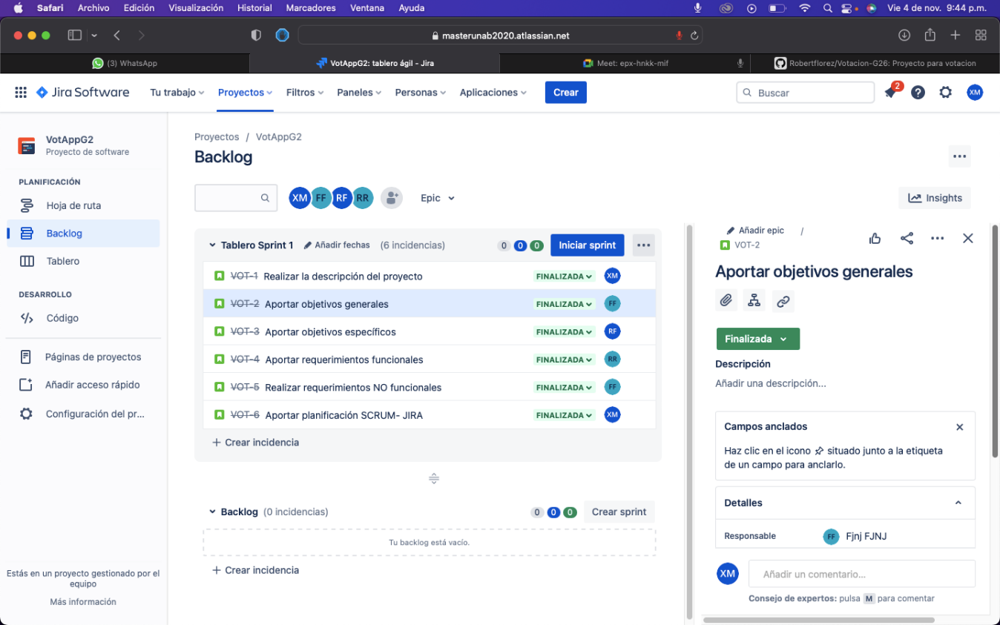 Safari Archivo Edición Visualización Historial Marcadores Ventana Ayuda Vie 4 de nov. 9:44 p.m.
masterunab2020.atlassian.net
(3) WhatsApp
VotAppG2: tablero ágil - Jira
Meet: epx-hnkk-mif
Robertflorez/Votacion-G26: Proyecto para votacion
Jira Software Tu trabajo Proyectos Filtros Paneles Personas Aplicaciones Crear Buscar 2 XM
VotAppG2
Proyecto de software
PLANIFICACIÓN
Hoja de ruta
Backlog
Tablero
DESARROLLO
Código
Páginas de proyectos
Añadir acceso rápido
Configuración del pr...
Estás en un proyecto gestionado por el
equipo
Más información
Proyectos / VotAppG2
Backlog
XM FF RF RR Epic Insights
Tablero Sprint 1 Añadir fechas (6 incidencias) 0 0 0 Iniciar sprint
VOT-1 Realizar la descripción del proyecto FINALIZADA XM
VOT-2 Aportar objetivos generales FINALIZADA FF
VOT-3 Aportar objetivos específicos FINALIZADA RF
VOT-4 Aportar requerimientos funcionales FINALIZADA RR
VOT-5 Realizar requerimientos NO funcionales FINALIZADA FF
VOT-6 Aportar planificación SCRUM- JIRA FINALIZADA XM
+ Crear incidencia
Backlog (0 incidencias) 0 0 0 Crear sprint
Tu backlog está vacío.
+ Crear incidencia
Añadir epic /
VOT-2
Aportar objetivos generales
Finalizada
Descripción
Añadir una descripción...
Campos anclados
Haz clic en el icono situado junto a la etiqueta
de un campo para anclarlo.
Detalles
Responsable FF Fjnj FJNJ
XM Añadir un comentario...
Consejo de expertos: pulsa M para comentar